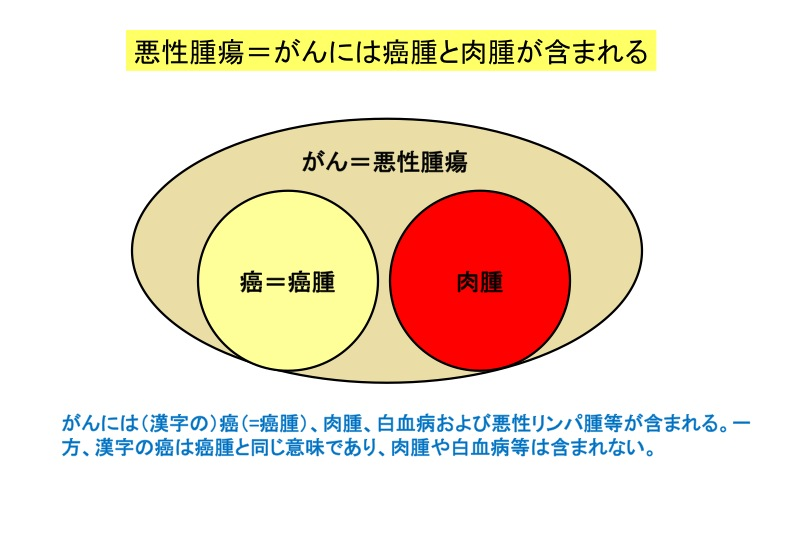 悪性腫瘍＝がんには癌腫と肉腫が含まれる
がん＝悪性腫瘍
癌＝癌腫
肉腫
がんには（漢字の）癌（=癌腫）、肉腫、白血病および悪性リンパ腫等が含まれる。一
方、漢字の癌は癌腫と同じ意味であり、肉腫や白血病等は含まれない。